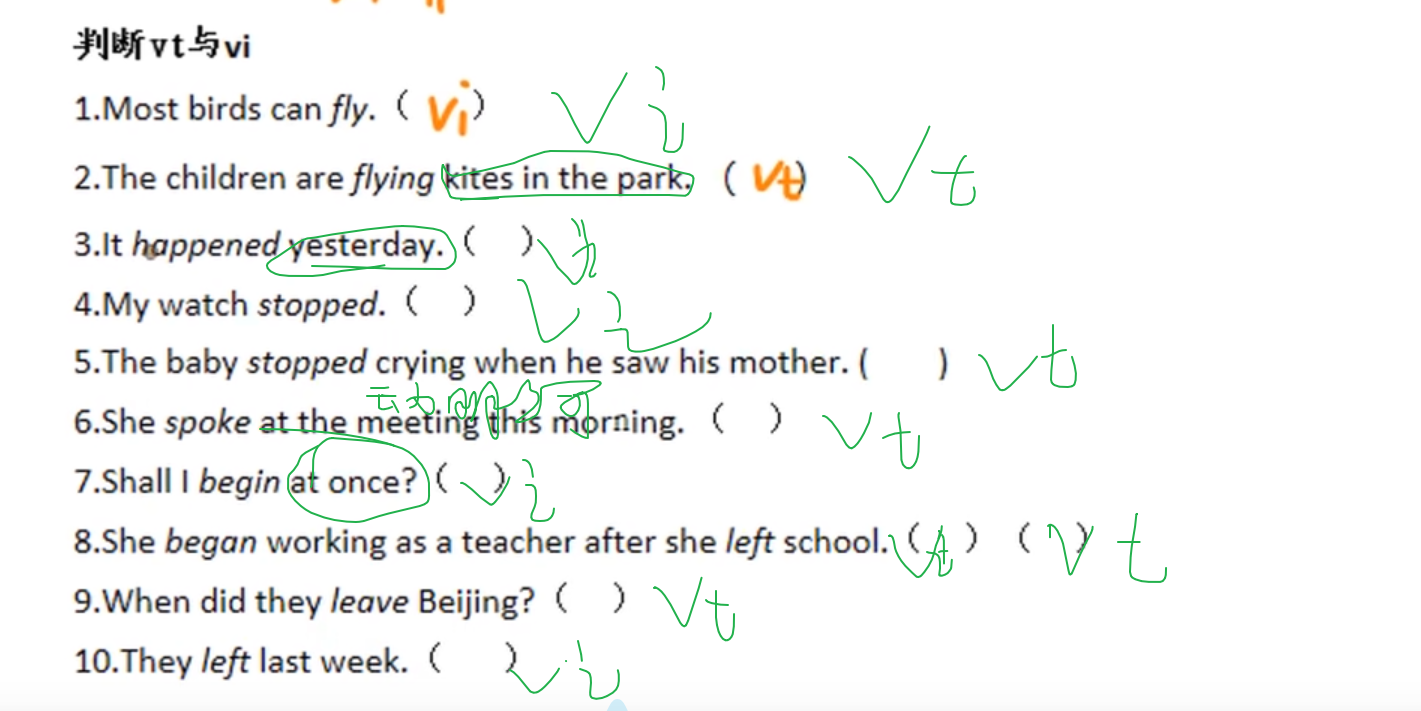 判断vt与vi
1.Most birds can fly. ( vi ) Vi
2.The children are flying kites in the park. ( vt ) Vt
3.It happened yesterday. ( )
4.My watch stopped. ( ) Vi
5.The baby stopped crying when he saw his mother. ( ) vt
6.She spoke at the meeting this morning. ( ) vt
7.Shall I begin at once? ( ) vi
8.She began working as a teacher after she left school. (vt) ( ) Vt
9.When did they leave Beijing? ( ) Vt
10.They left last week. ( ) vi